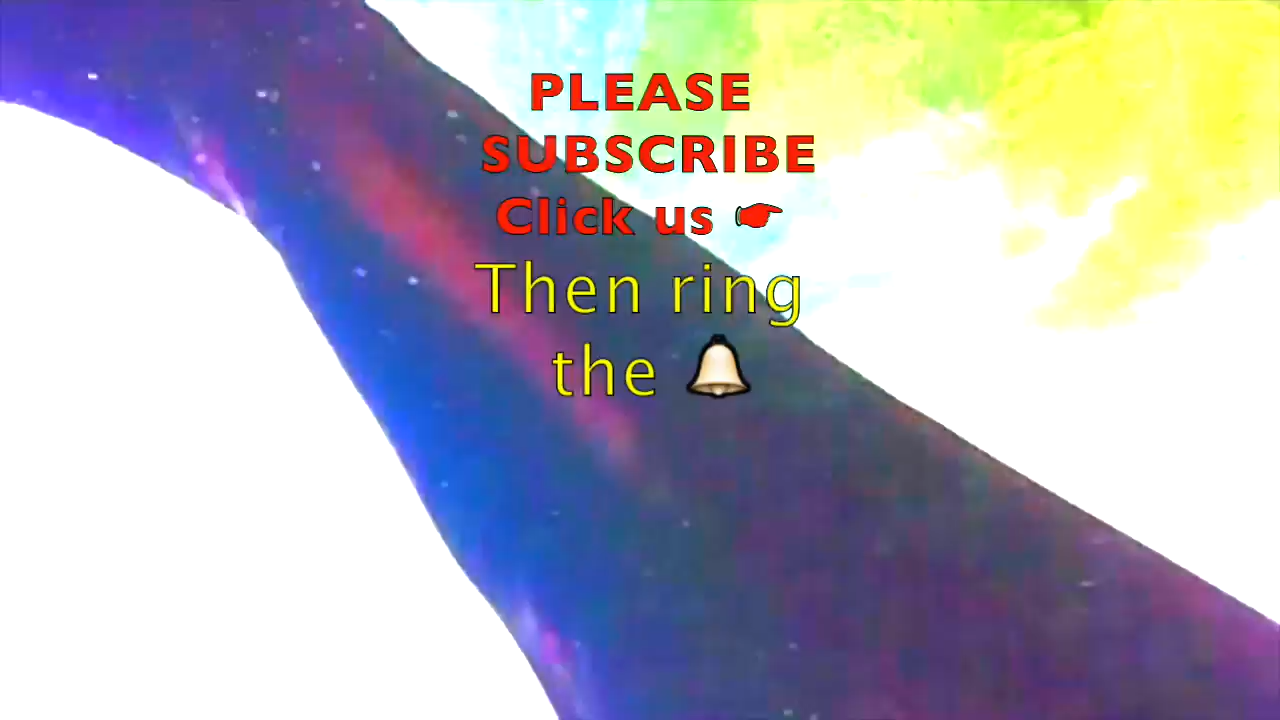 PLEASE
SUBSCRIBE
Click us 👉
Then ring
the 🔔